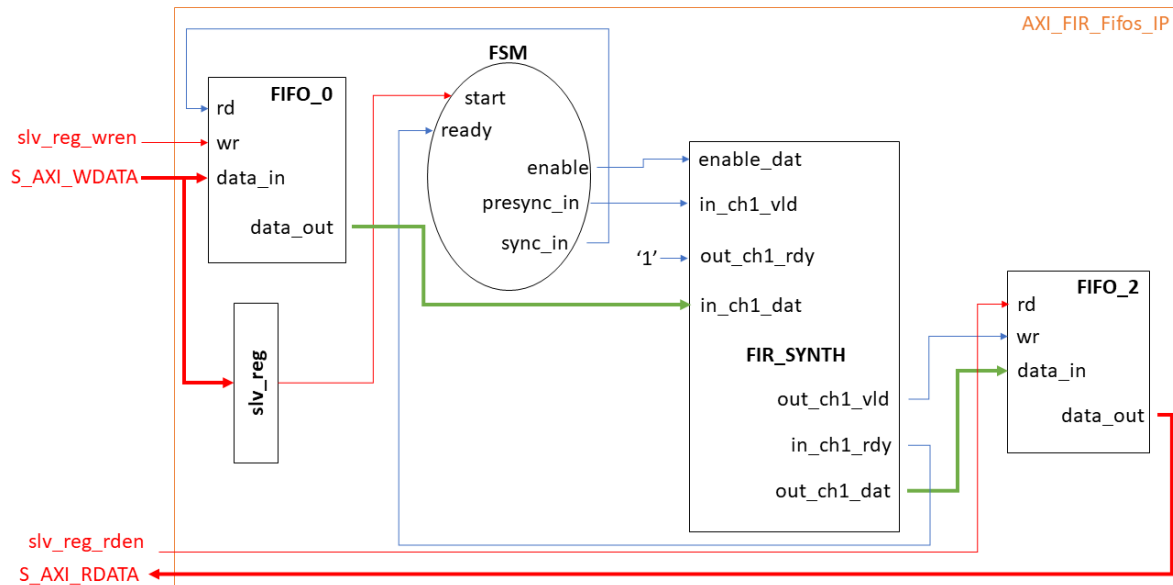 AXI_FIR_Fifos_IP
FSM
FIFO_0
rd
wr
data_in
data_out
slv_reg_wren
S_AXI_WDATA
start
ready
enable
presync_in
sync_in
slv_reg
enable_dat
in_ch1_vld
'1'
out_ch1_rdy
in_ch1_dat
FIR_SYNTH
out_ch1_vld
in_ch1_rdy
out_ch1_dat
FIFO_2
rd
wr
data_in
data_out
slv_reg_rden
S_AXI_RDATA